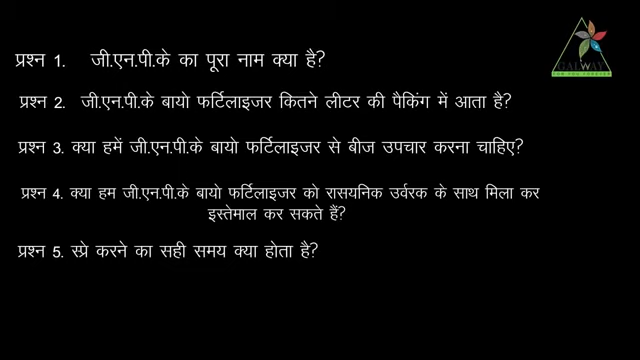 GALWAY
प्रश्न 1. जी.एन.पी.के का पूरा नाम क्या है?
प्रश्न 2. जी.एन.पी.के बायो फर्टिलाइजर कितने लीटर की पैकिंग में आता है?
प्रश्न 3. क्या हमें जी.एन.पी.के बायो फर्टिलाइजर से बीज उपचार करना चाहिए?
प्रश्न 4. क्या हम जी.एन.पी.के बायो फर्टिलाइजर को रासयनिक उर्वरक के साथ मिला कर
इस्तेमाल कर सकते हैं?
प्रश्न 5. स्प्रे करने का सही समय क्या होता है?